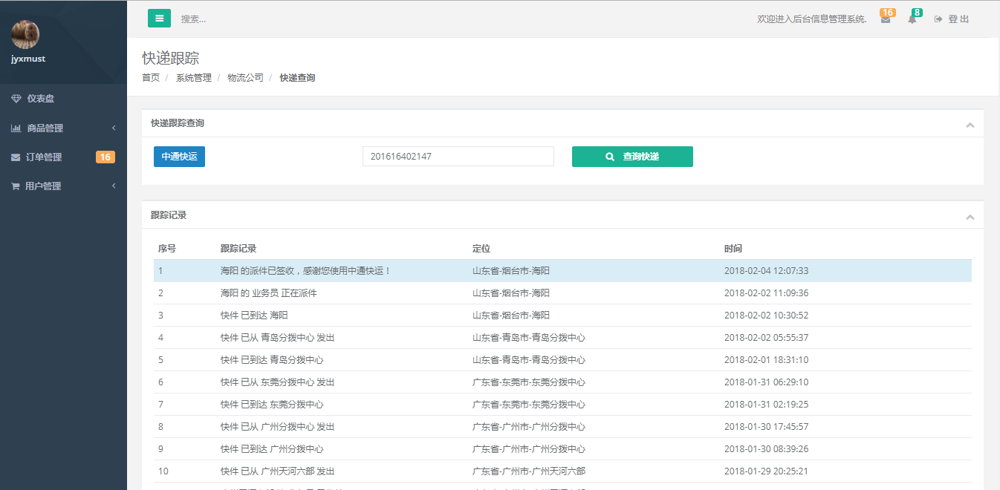 jyxmust
仪表盘
商品管理
订单管理 16
用户管理
搜索...
欢迎进入后台信息管理系统. 16 8 登 出
快递跟踪
首页 / 系统管理 / 物流公司 / 快递查询
快递跟踪查询
中通快运 201616402147 查询快递
跟踪记录
序号 跟踪记录 定位 时间
1 海阳 的派件已签收，感谢您使用中通快运！ 山东省-烟台市-海阳 2018-02-04 12:07:33
2 海阳 的 业务员 正在派件 山东省-烟台市-海阳 2018-02-02 11:09:36
3 快件 已到达 海阳 山东省-烟台市-海阳 2018-02-02 10:30:52
4 快件 已从 青岛分拨中心 发出 山东省-青岛市-青岛分拨中心 2018-02-02 05:55:37
5 快件 已到达 青岛分拨中心 山东省-青岛市-青岛分拨中心 2018-02-01 18:31:10
6 快件 已从 东莞分拨中心 发出 广东省-东莞市-东莞分拨中心 2018-01-31 06:29:10
7 快件 已到达 东莞分拨中心 广东省-东莞市-东莞分拨中心 2018-01-31 02:19:25
8 快件 已从 广州分拨中心 发出 广东省-广州市-广州分拨中心 2018-01-30 17:45:57
9 快件 已到达 广州分拨中心 广东省-广州市-广州分拨中心 2018-01-30 08:39:26
10 快件 已从 广州天河六部 发出 广东省-广州市-广州天河六部 2018-01-29 20:25:21